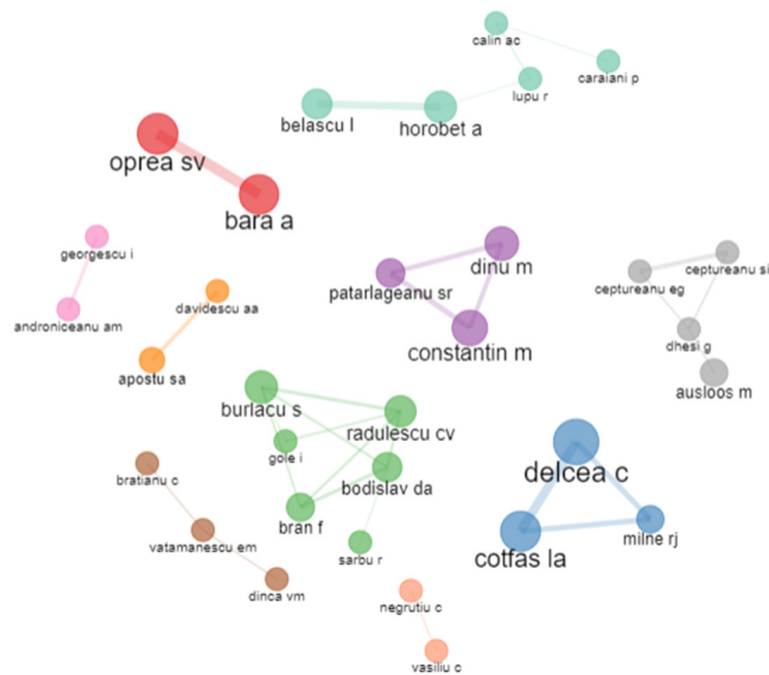 calin ac
caraiani p
lupu r
belascu l
horobet a
oprea sv
bara a
georgescu i
androniceanu am
davidescu aa
apostu sa
dinu m
patarlageanu sr
constantin m
ceptureanu si
ceptureanu eg
dhesi g
ausloos m
burlacu s
radulescu cv
goie i
bodislav da
bran f
sarbu r
delcea c
milne rj
cotfas la
bratianu c
vatamanescu em
dinca vm
negrutiu c
vasiliu c